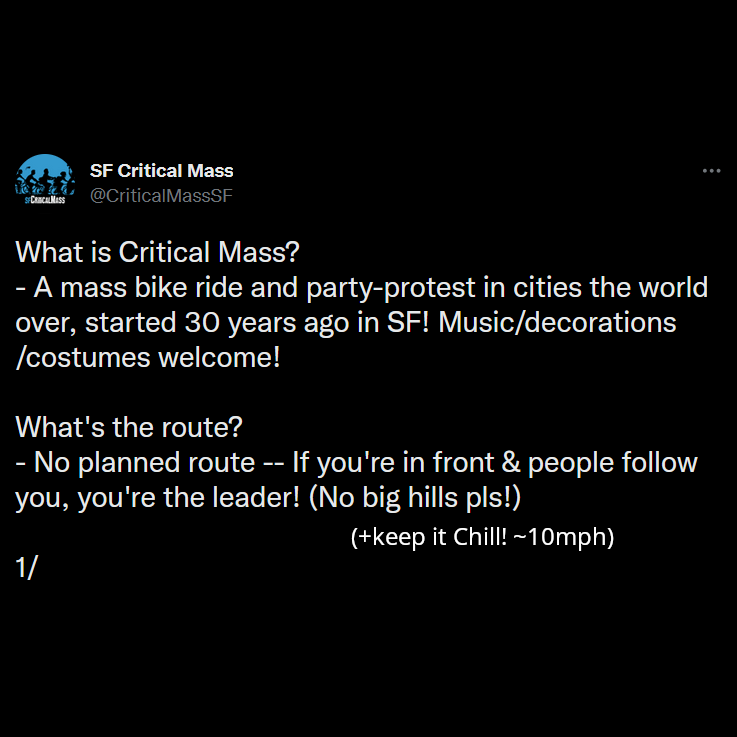 SF Critical Mass
@CriticalMassSF
SFCRITICALMASS
What is Critical Mass?
- A mass bike ride and party-protest in cities the world
over, started 30 years ago in SF! Music/decorations
/costumes welcome!
What's the route?
- No planned route -- If you're in front & people follow
you, you're the leader! (No big hills pls!)
(+keep it Chill! ~10mph)
1/